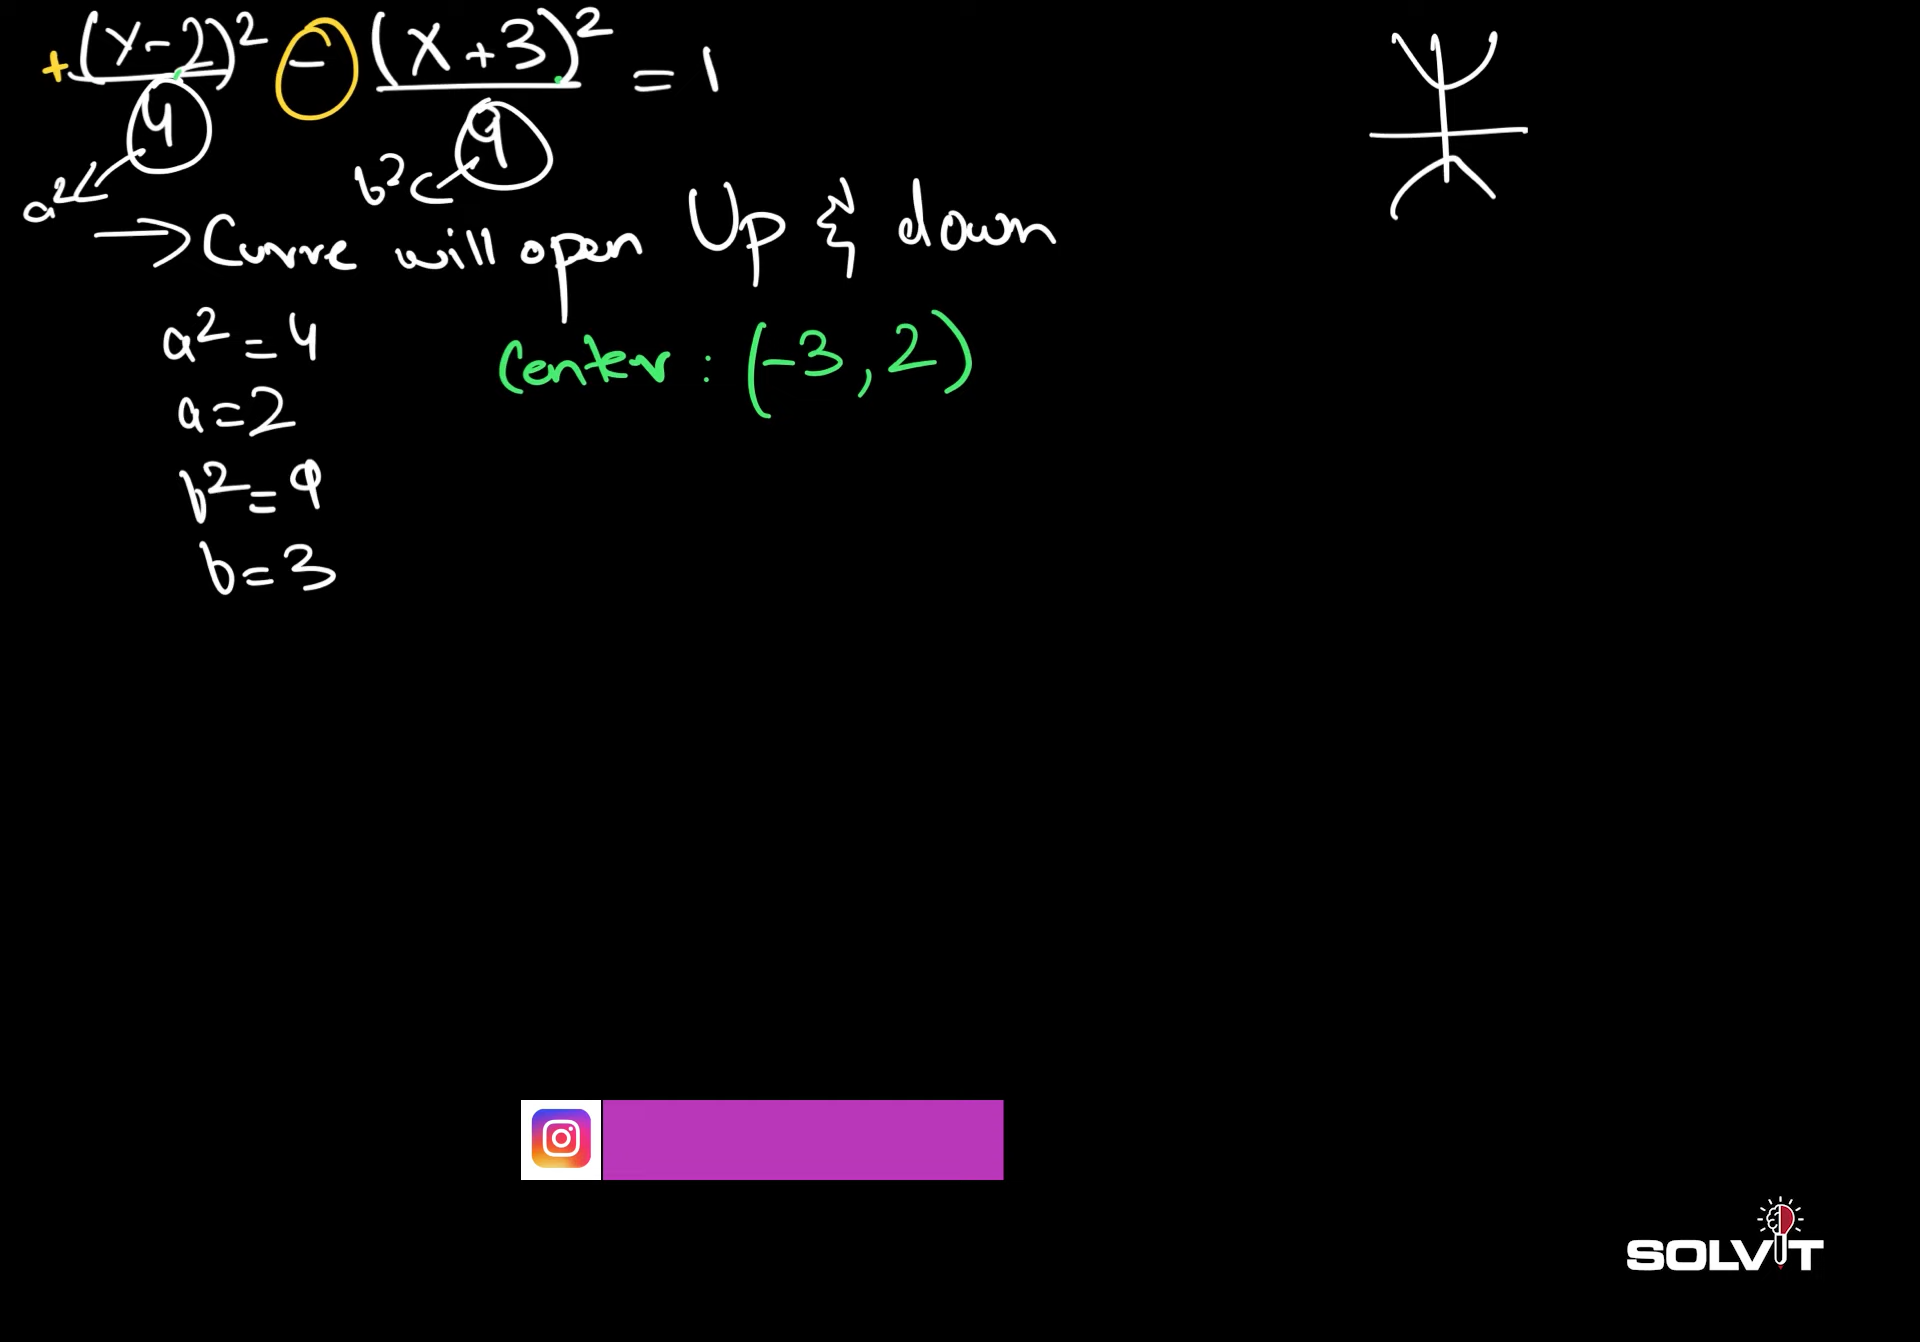 +(y-2)²/4 - (x+3)²/9 = 1
a² b²
→ Curve will open Up & down
a² = 4
Center : (-3, 2)
a = 2
b² = 9
b = 3
SOLVIT